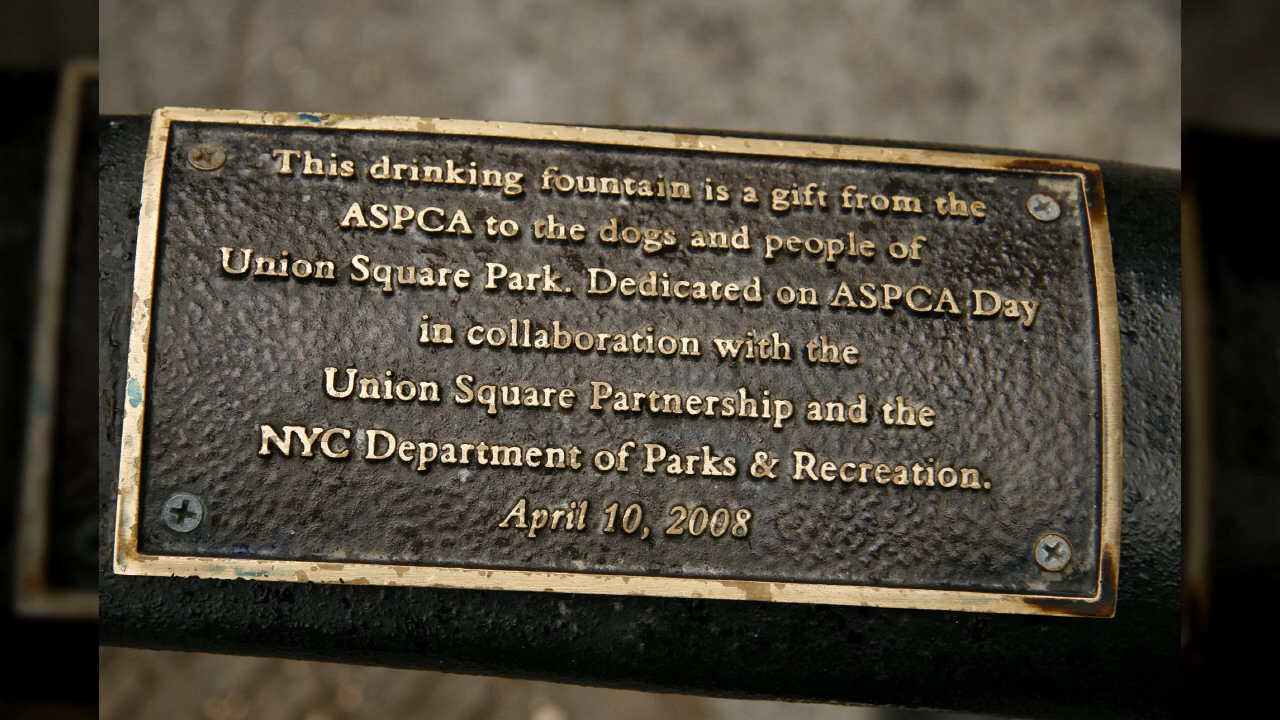 This drinking fountain is a gift from the
ASPCA to the dogs and people of
Union Square Park. Dedicated on ASPCA Day
in collaboration with the
Union Square Partnership and the
NYC Department of Parks & Recreation.
April 10, 2008